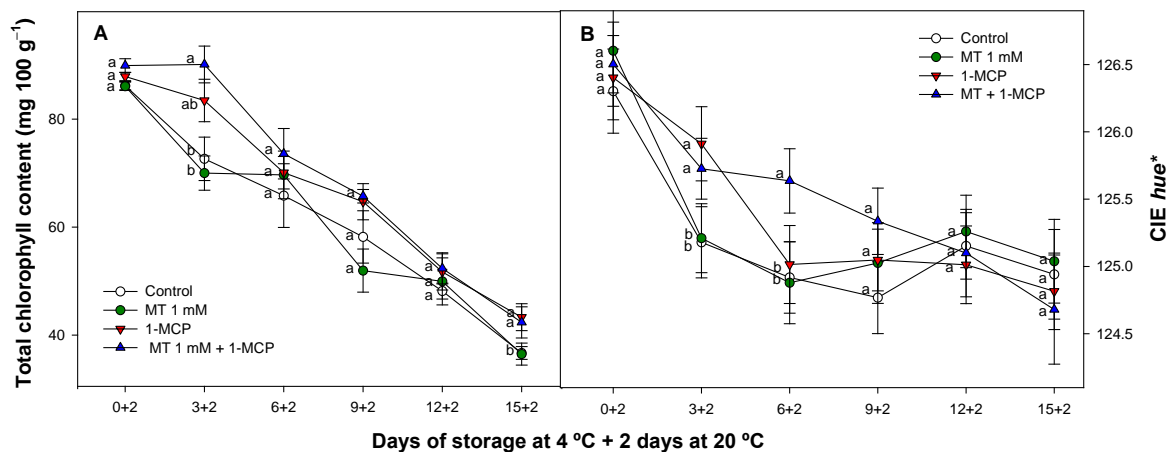 A
B
Total chlorophyll content (mg 100 g⁻¹)
80
60
40
a
a
a
ab
b
b
a
a
a
a
a
a
a
a
a
a
a
a
b
Control
MT 1 mM
1-MCP
MT 1 mM + 1-MCP
0+2
3+2
6+2
9+2
12+2
15+2
a
a
a
a
a
a
b
b
a
b
b
a
a
a
a
a
a
a
a
a
a
Control
MT 1 mM
1-MCP
MT + 1-MCP
0+2
3+2
6+2
9+2
12+2
15+2
126.5
126.0
125.5
125.0
124.5
CIE hue*
Days of storage at 4 ºC + 2 days at 20 ºC